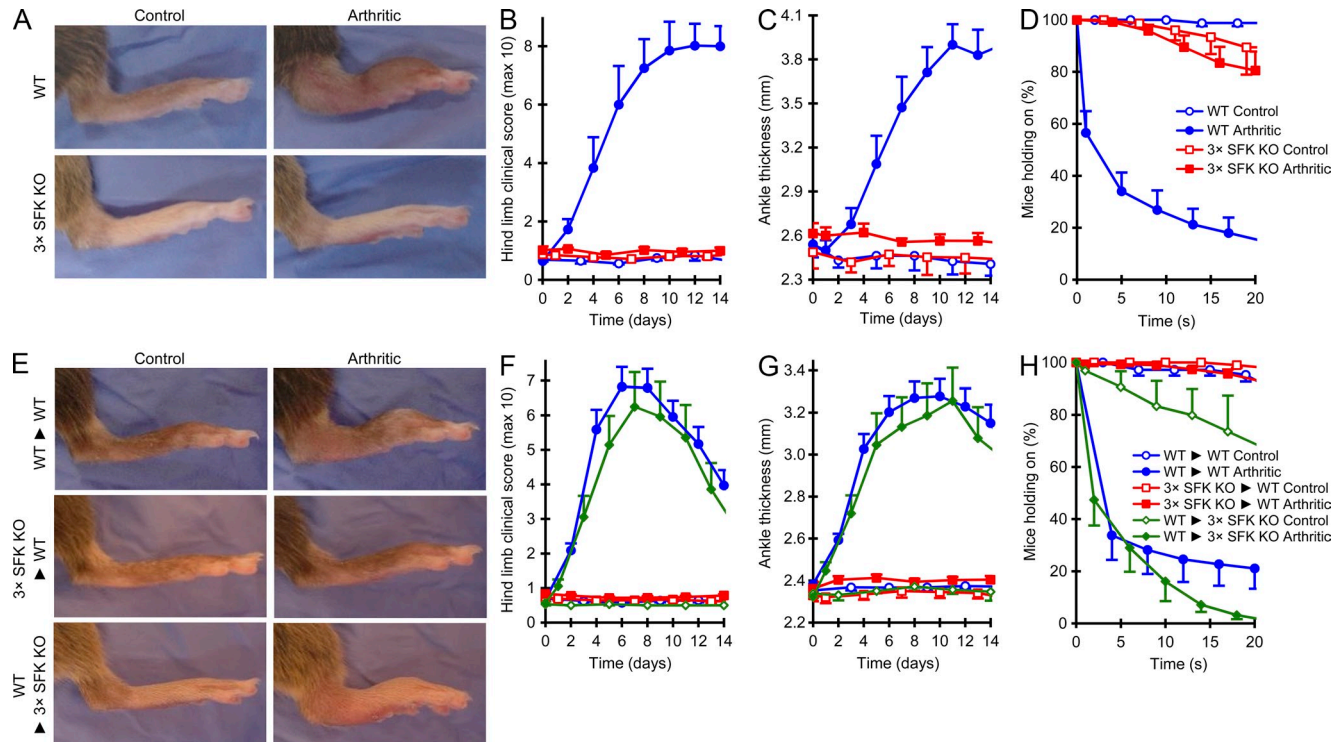 A
Control
Arthritic
WT
3× SFK KO
B
Hind limb clinical score (max 10)
8
6
4
2
1
0
0 2 4 6 8 10 12 14
Time (days)
C
Ankle thickness (mm)
4.1
3.8
3.5
3.2
2.9
2.6
2.3
0 2 4 6 8 10 12 14
Time (days)
D
Mice holding on (%)
100
80
60
40
20
0
0 5 10 15 20
Time (s)
WT Control
WT Arthritic
3× SFK KO Control
3× SFK KO Arthritic
E
Control
Arthritic
WT ► WT
3× SFK KO
► WT
WT
► 3× SFK KO
F
Hind limb clinical score (max 10)
7
6
5
4
3
2
1
0
0 2 4 6 8 10 12 14
Time (days)
G
Ankle thickness (mm)
3.4
3.2
3.0
2.8
2.6
2.4
2.2
0 2 4 6 8 10 12 14
Time (days)
H
Mice holding on (%)
100
80
60
40
20
0
0 5 10 15 20
Time (s)
WT ► WT Control
WT ► WT Arthritic
3× SFK KO ► WT Control
3× SFK KO ► WT Arthritic
WT ► 3× SFK KO Control
WT ► 3× SFK KO Arthritic